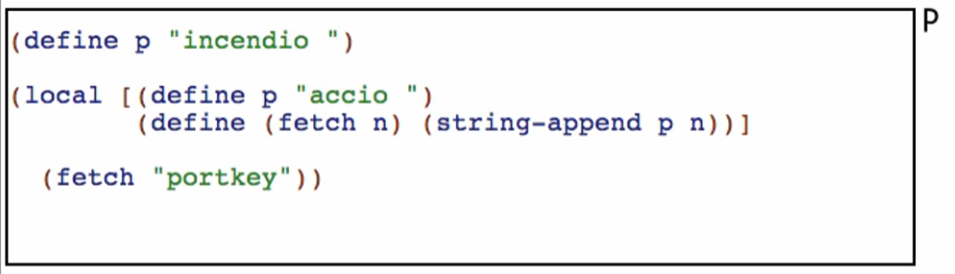 p
(define p "incendio ")
(local [(define p "accio ")
(define (fetch n) (string-append p n))]
(fetch "portkey"))